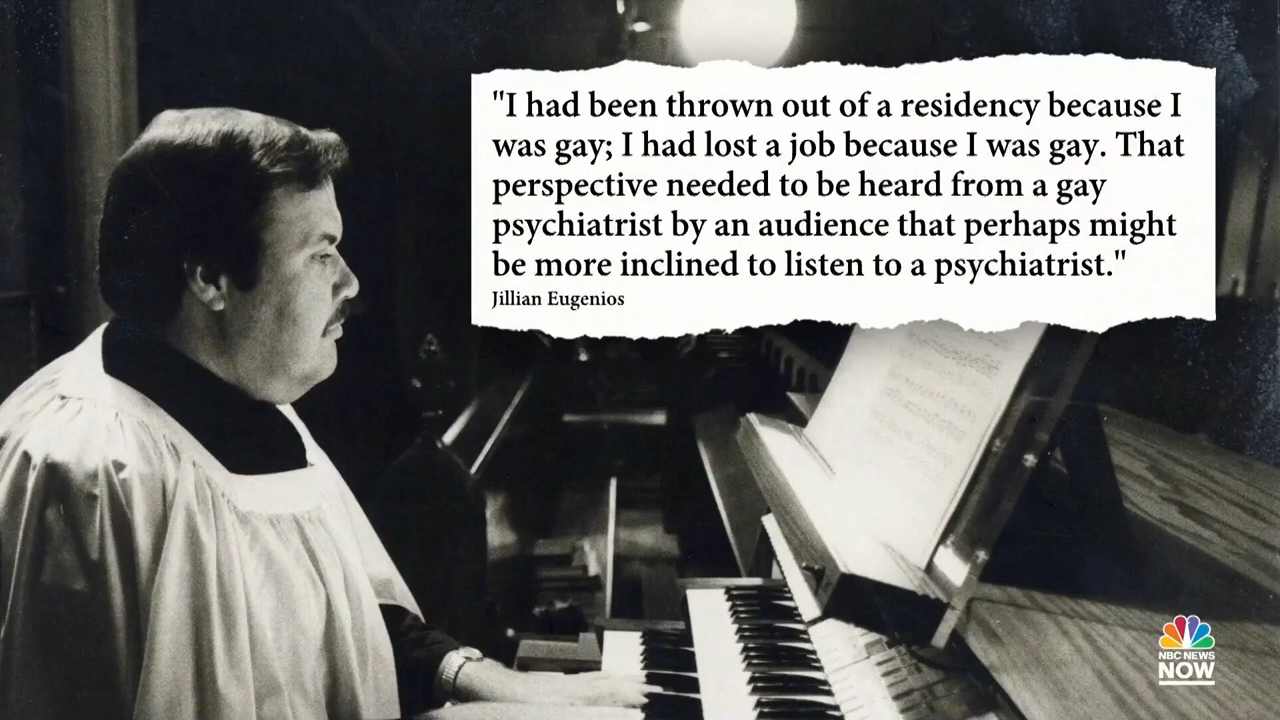 "I had been thrown out of a residency because I
was gay; I had lost a job because I was gay. That
perspective needed to be heard from a gay
psychiatrist by an audience that perhaps might
be more inclined to listen to a psychiatrist."
Jillian Eugenios
NBC NEWS
NOW